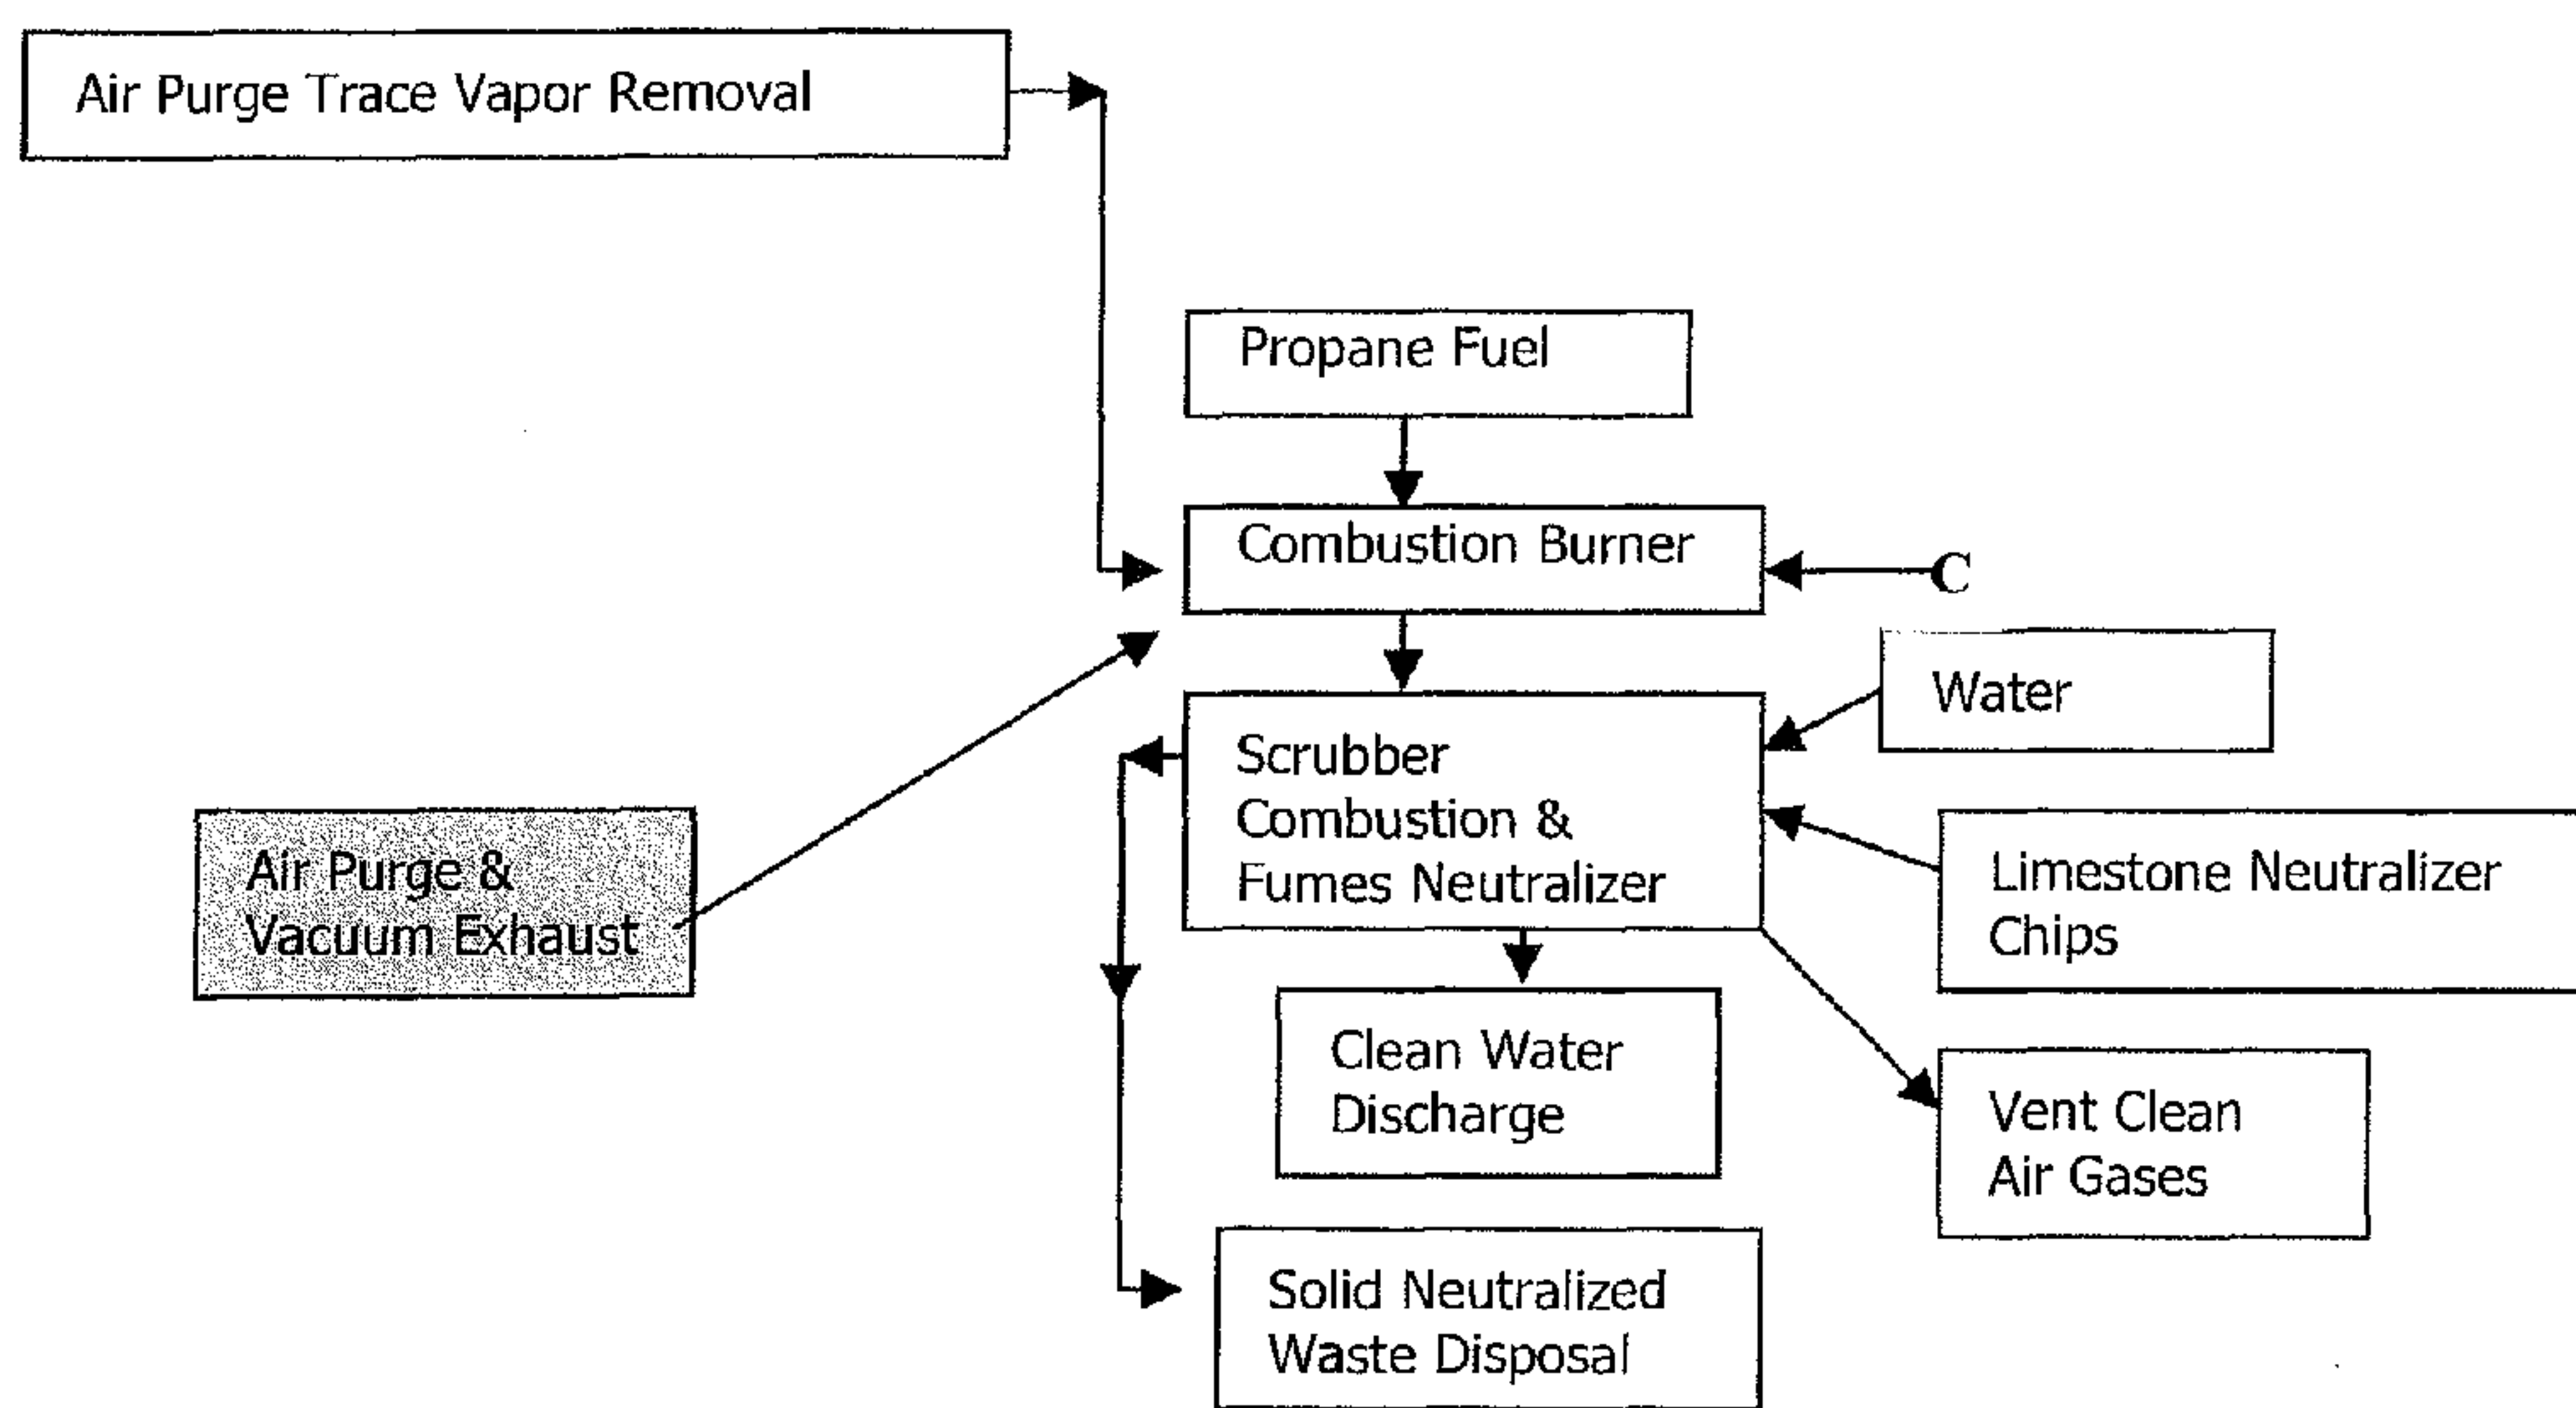 Air Purge Trace Vapor Removal
Propane Fuel
Combustion Burner
C
Water
Scrubber
Combustion &
Fumes Neutralizer
Air Purge &
Vacuum Exhaust
Limestone Neutralizer
Chips
Clean Water
Discharge
Vent Clean
Air Gases
Solid Neutralized
Waste Disposal